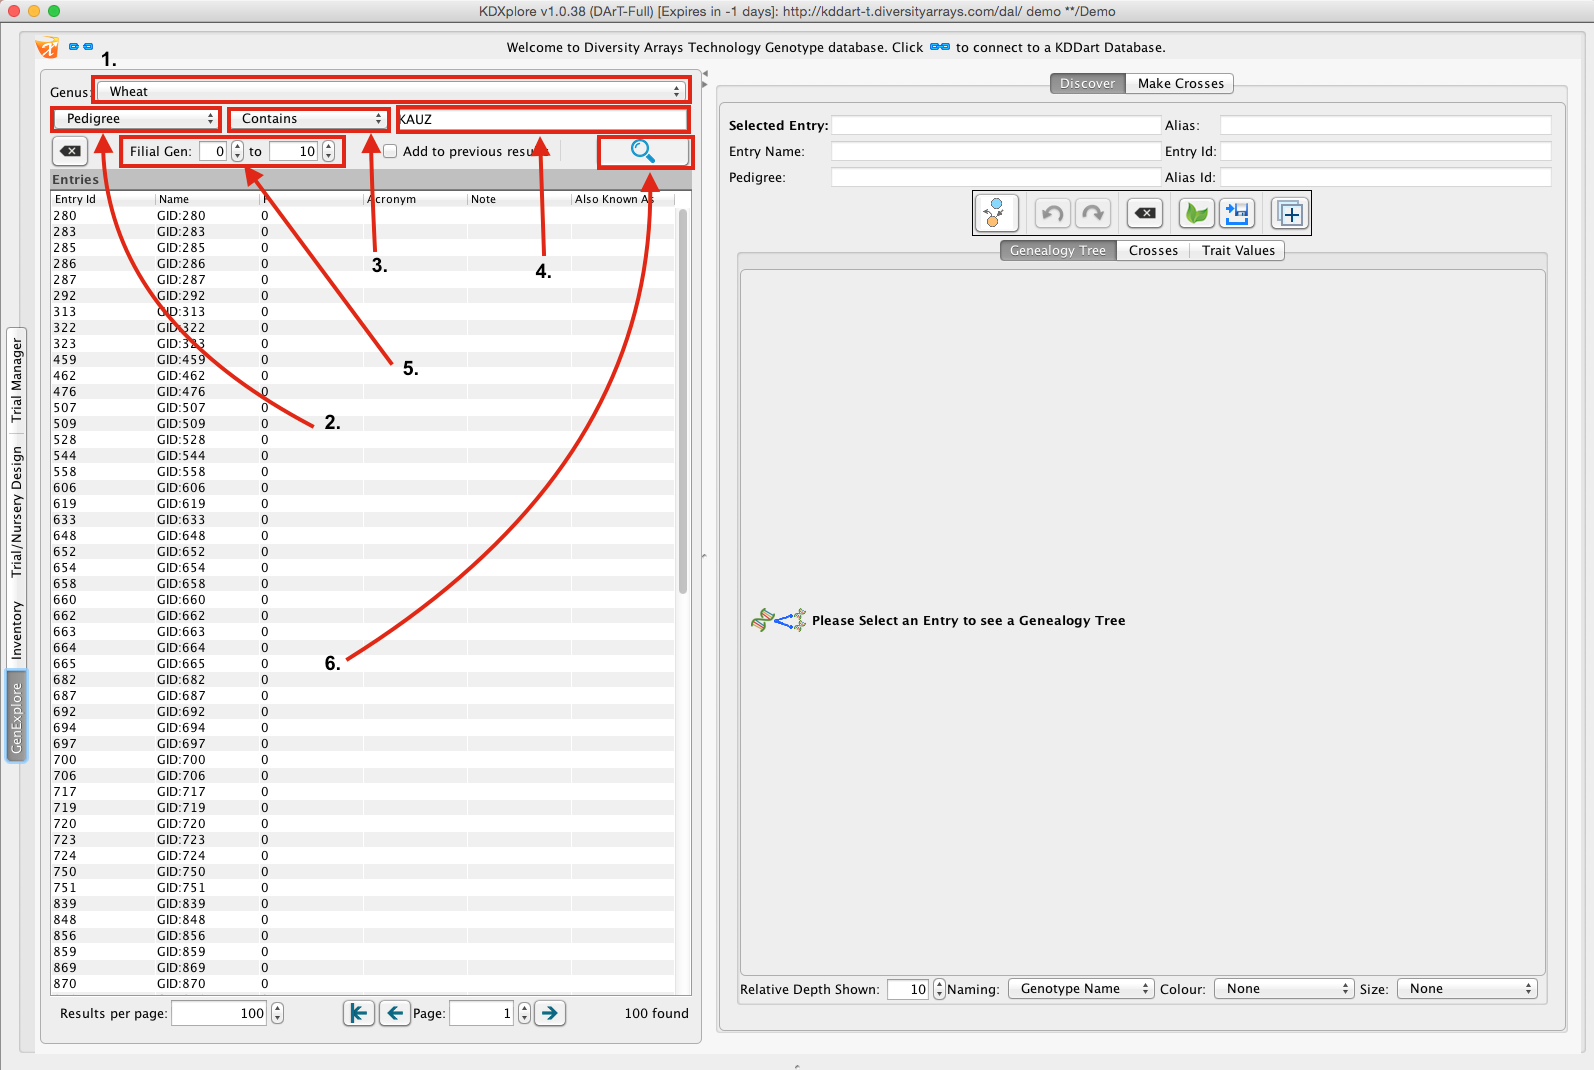 KDXplore v1.0.38 (DArT-Full) [Expires in -1 days]: http://kddart-t.diversityarrays.com/dal/ demo **/Demo
Welcome to Diversity Arrays Technology Genotype database. Click to connect to a KDDart Database.
1.
Genus: Wheat
Pedigree Contains KAUZ
Filial Gen: 0 to 10 Add to previous
Entries
Entry Id Name Acronym Note Also Known As
280 GID:280 0
283 GID:283 0
285 GID:285 0
286 GID:286 0
287 GID:287 0
292 GID:292 0
313 GID:313 0
322 GID:322 0
323 GID:323 0
459 GID:459 0
462 GID:462 0
476 GID:476 0
507 GID:507 0
509 GID:509 0
528 GID:528 0
544 GID:544 0
558 GID:558 0
606 GID:606 0
619 GID:619 0
633 GID:633 0
648 GID:648 0
652 GID:652 0
654 GID:654 0
658 GID:658 0
660 GID:660 0
662 GID:662 0
663 GID:663 0
664 GID:664 0
665 GID:665 0
682 GID:682 0
687 GID:687 0
692 GID:692 0
694 GID:694 0
697 GID:697 0
700 GID:700 0
706 GID:706 0
717 GID:717 0
719 GID:719 0
720 GID:720 0
723 GID:723 0
724 GID:724 0
750 GID:750 0
751 GID:751 0
839 GID:839 0
848 GID:848 0
856 GID:856 0
859 GID:859 0
869 GID:869 0
870 GID:870 0
3.
4.
5.
2.
6.
Results per page: 100 Page: 1 100 found
Trial Manager
Trial/Nursery Design
Inventory
GenExplore
Discover Make Crosses
Selected Entry: Alias:
Entry Name: Entry Id:
Pedigree: Alias Id:
Genealogy Tree Crosses Trait Values
Please Select an Entry to see a Genealogy Tree
Relative Depth Shown: 10 Naming: Genotype Name Colour: None Size: None